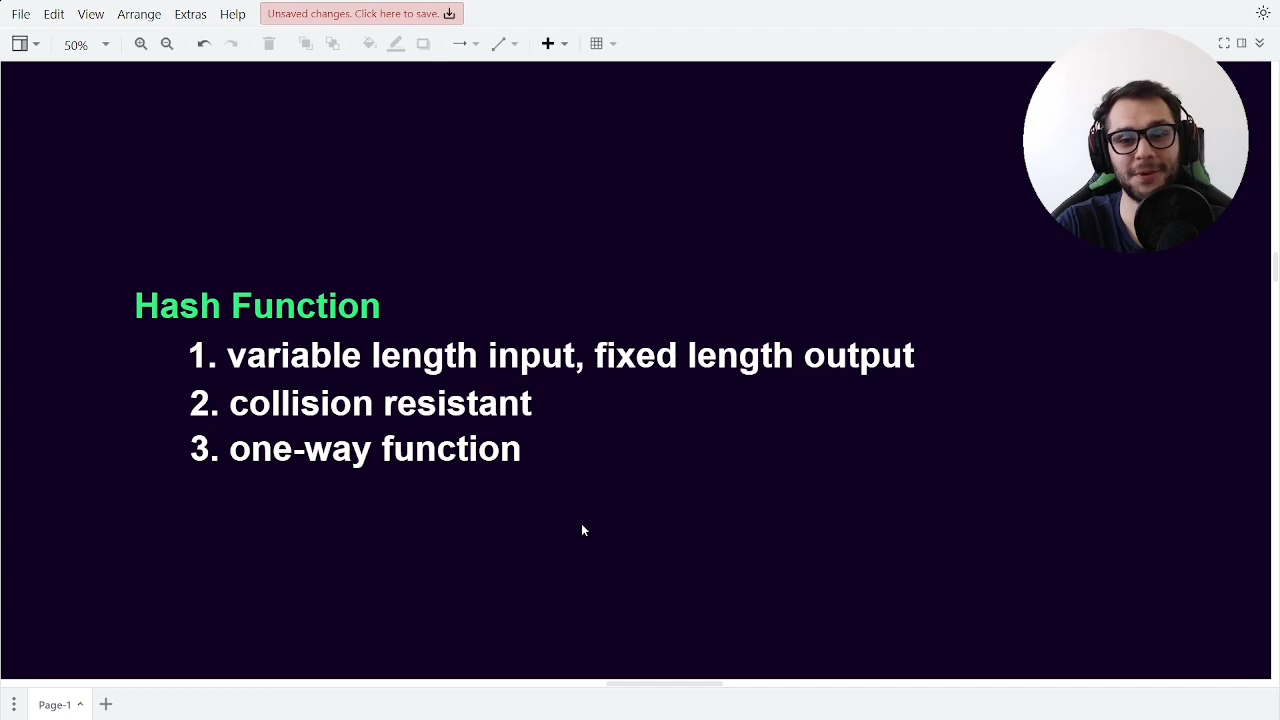 File Edit View Arrange Extras Help Unsaved changes. Click here to save.
50%
Hash Function
1. variable length input, fixed length output
2. collision resistant
3. one-way function
Page-1